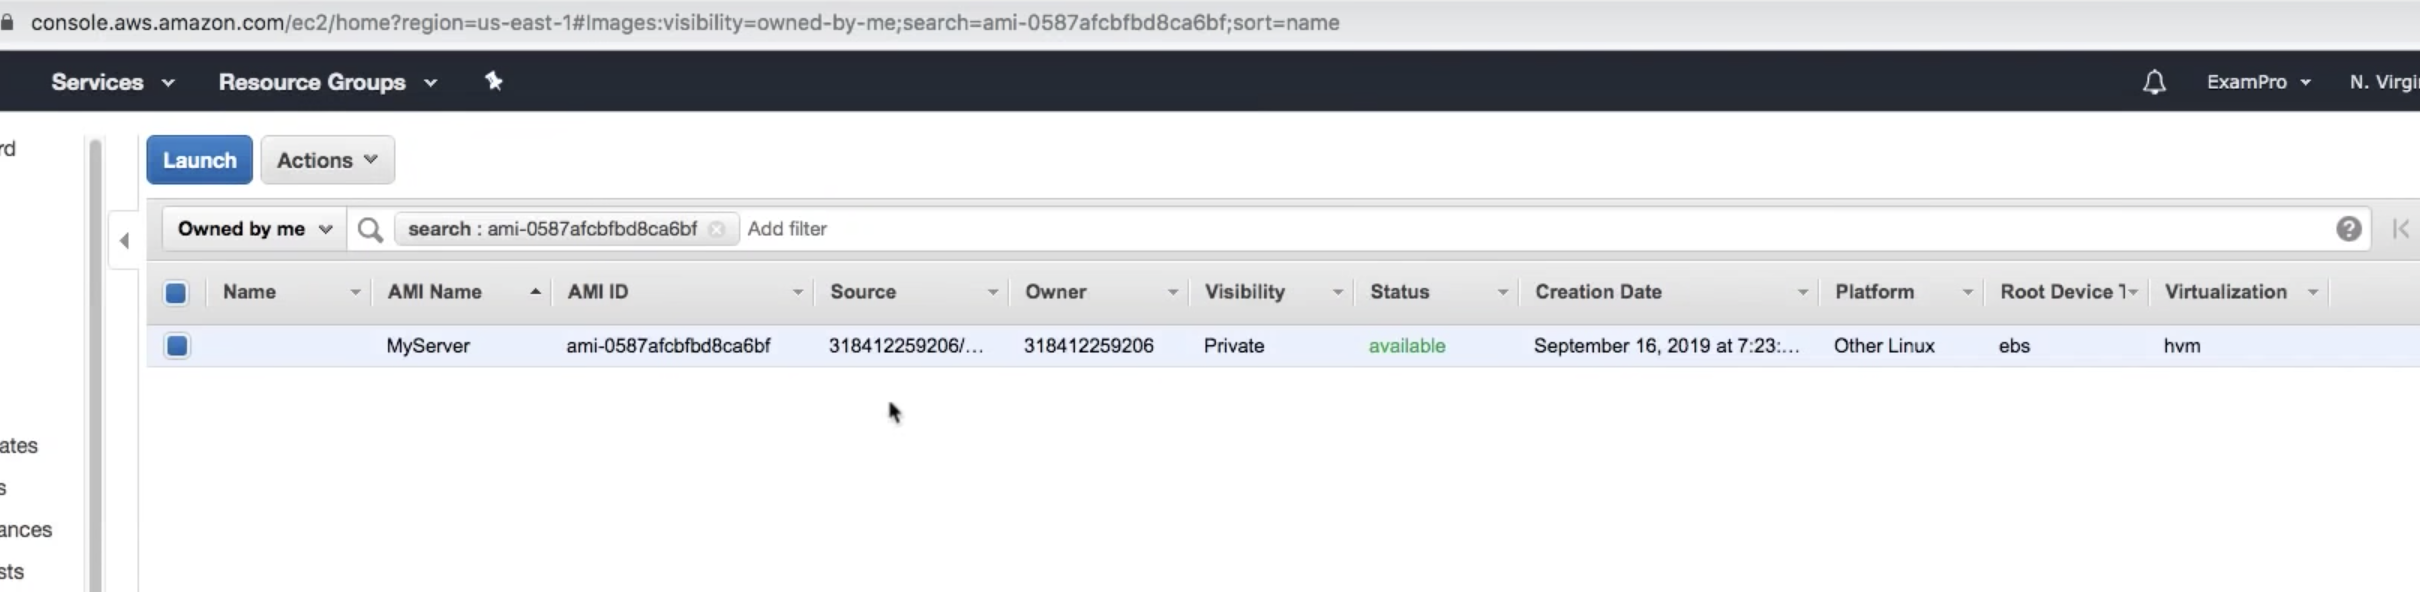 console.aws.amazon.com/ec2/home?region=us-east-1#Images:visibility=owned-by-me;search=ami-0587afcbfbd8ca6bf;sort=name
Services Resource Groups ExamPro N. Virgi
rd
Launch Actions
Owned by me search : ami-0587afcbfbd8ca6bf Add filter
Name AMI Name AMI ID Source Owner Visibility Status Creation Date Platform Root Device T Virtualization
MyServer ami-0587afcbfbd8ca6bf 318412259206/... 318412259206 Private available September 16, 2019 at 7:23:... Other Linux ebs hvm
ates
s
ances
sts